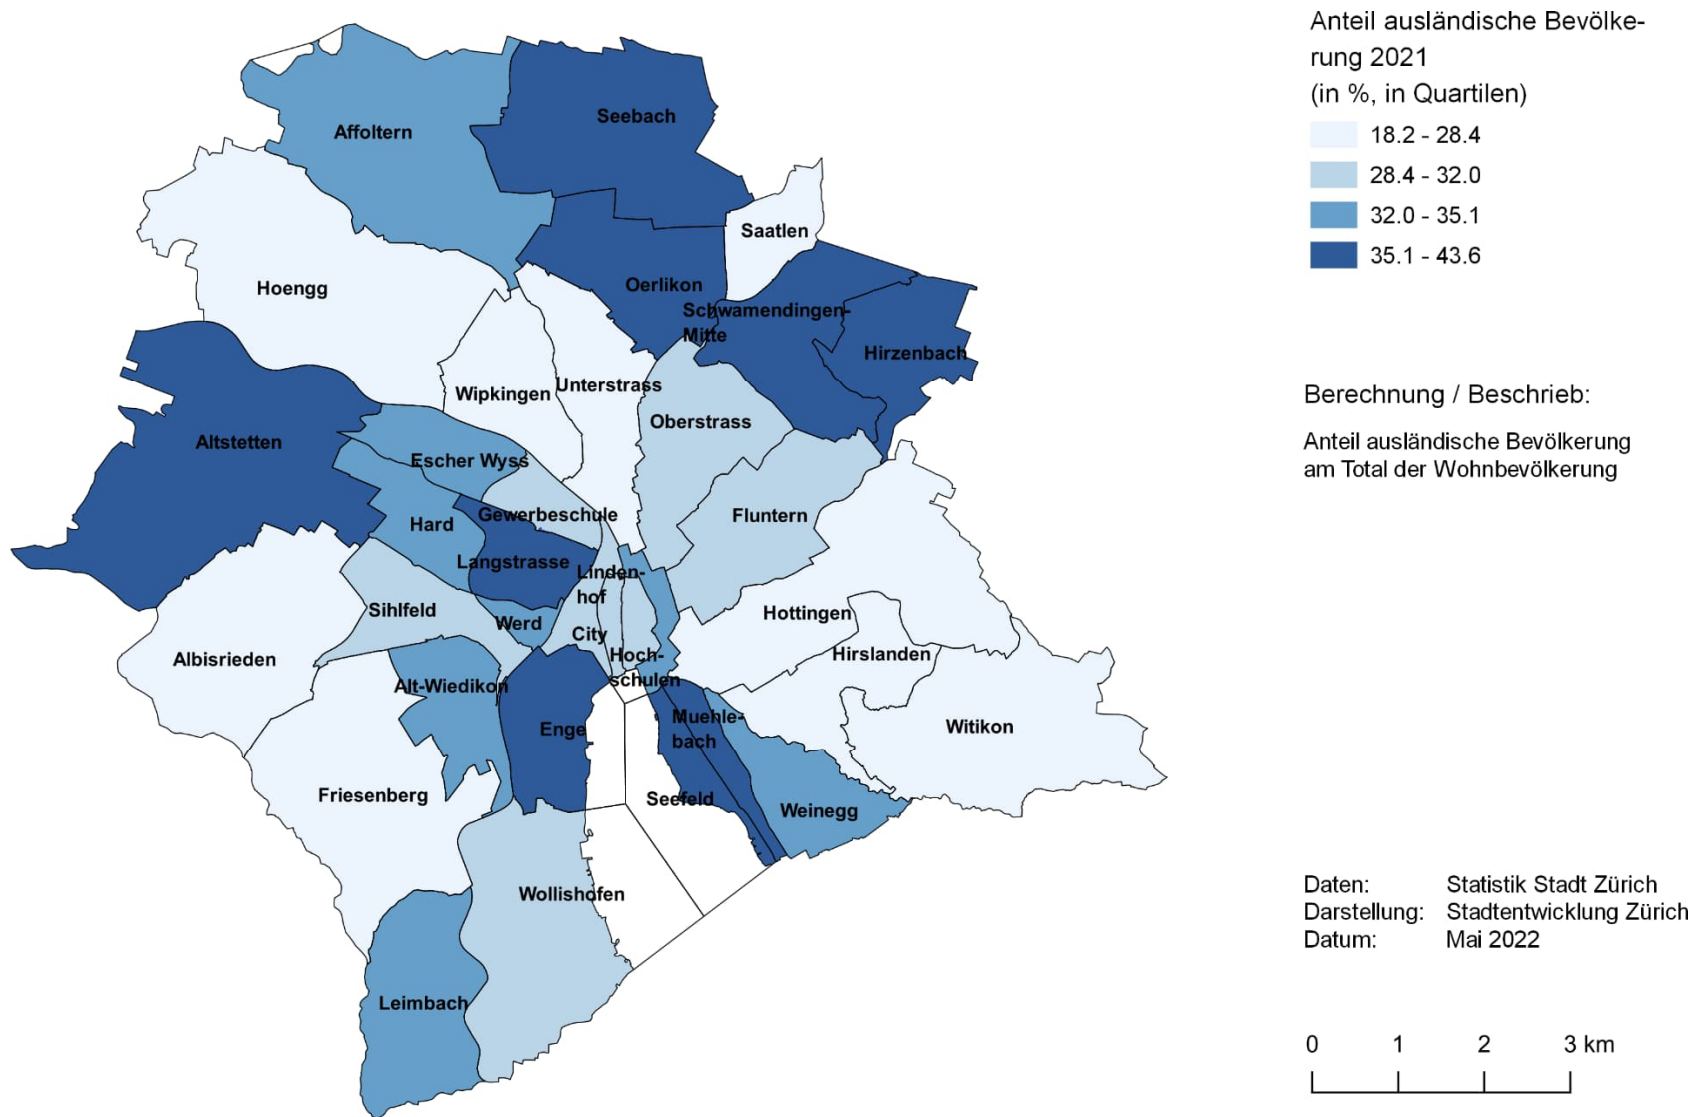 Anteil ausländische Bevölke-
rung 2021
(in %, in Quartilen)
18.2 - 28.4
28.4 - 32.0
32.0 - 35.1
35.1 - 43.6
Berechnung / Beschrieb:
Anteil ausländische Bevölkerung
am Total der Wohnbevölkerung
Daten: Statistik Stadt Zürich
Darstellung: Stadtentwicklung Zürich
Datum: Mai 2022
0 1 2 3 km
Affoltern
Seebach
Saatlen
Hoengg
Oerlikon
Schwamendingen-
Mitte
Hirzenbach
Wipkingen
Unterstrass
Oberstrass
Altstetten
Escher Wyss
Gewerbeschule
Hard
Fluntern
Langstrasse
Linden-
hof
Sihlfeld
Werd
City
Hottingen
Hirslanden
Albisrieden
Hoch-
schulen
Alt-Wiedikon
Enge
Muehle-
bach
Witikon
Friesenberg
Seefeld
Weinegg
Wollishofen
Leimbach